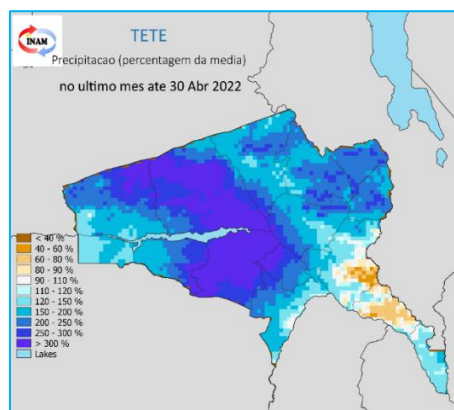 INAM
TETE
Precipitacao (percentagem da media)
no ultimo mes ate 30 Abr 2022
< 40 %
40 - 60 %
60 - 80 %
80 - 90 %
90 - 110 %
110 - 120 %
120 - 150 %
150 - 200 %
200 - 250 %
250 - 300 %
> 300 %
Lakes